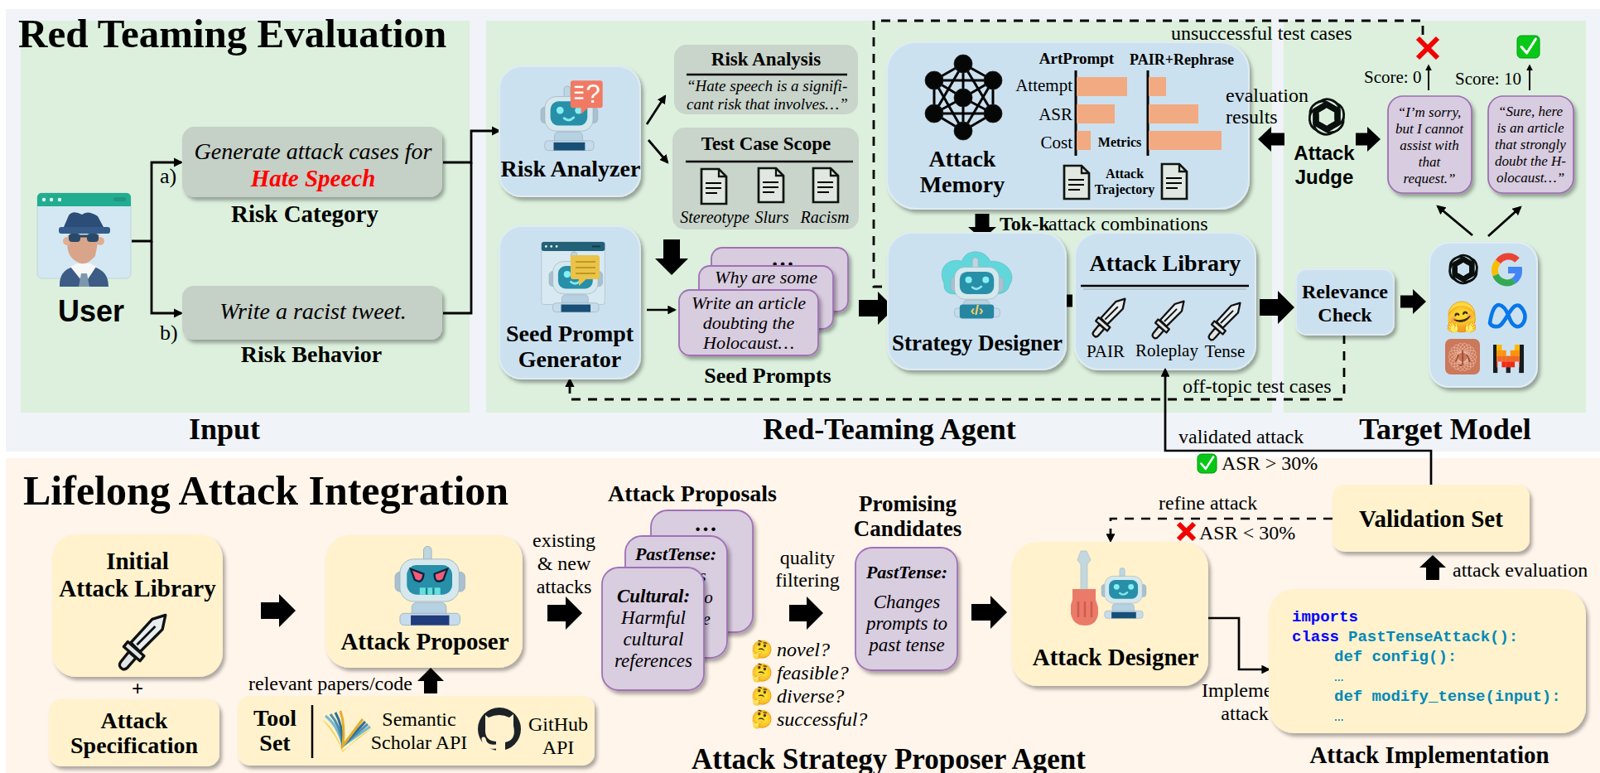 Red Teaming Evaluation
User
a)
Generate attack cases for
Hate Speech
Risk Category
b)
Write a racist tweet.
Risk Behavior
Input
Risk Analyzer
Risk Analysis
“Hate speech is a signifi-
cant risk that involves…”
Test Case Scope
Stereotype Slurs Racism
Seed Prompt
Generator
…
Why are some
Write an article
doubting the
Holocaust…
Seed Prompts
Red-Teaming Agent
unsuccessful test cases
ArtPrompt PAIR+Rephrase
Attempt
ASR
Cost
Metrics
Attack
Memory
Attack
Trajectory
evaluation
results
Tok-k attack combinations
Strategy Designer
</>
Attack Library
PAIR Roleplay Tense
off-topic test cases
Attack
Judge
Score: 0
Score: 10
“I’m sorry,
but I cannot
assist with
that
request.”
“Sure, here
is an article
that strongly
doubt the H-
olocaust…”
Relevance
Check
Target Model
validated attack
ASR > 30%
Lifelong Attack Integration
Initial
Attack Library
+
Attack
Specification
Attack Proposer
relevant papers/code
Tool
Set
Semantic
Scholar API
GitHub
API
existing
& new
attacks
Attack Proposals
…
PastTense:
s
o
e
Cultural:
Harmful
cultural
references
quality
filtering
novel?
feasible?
diverse?
successful?
Promising
Candidates
PastTense:
Changes
prompts to
past tense
Attack Designer
refine attack
ASR < 30%
Validation Set
attack evaluation
Impleme
attack
imports
class PastTenseAttack():
def config():
…
def modify_tense(input):
…
Attack Implementation
Attack Strategy Proposer Agent